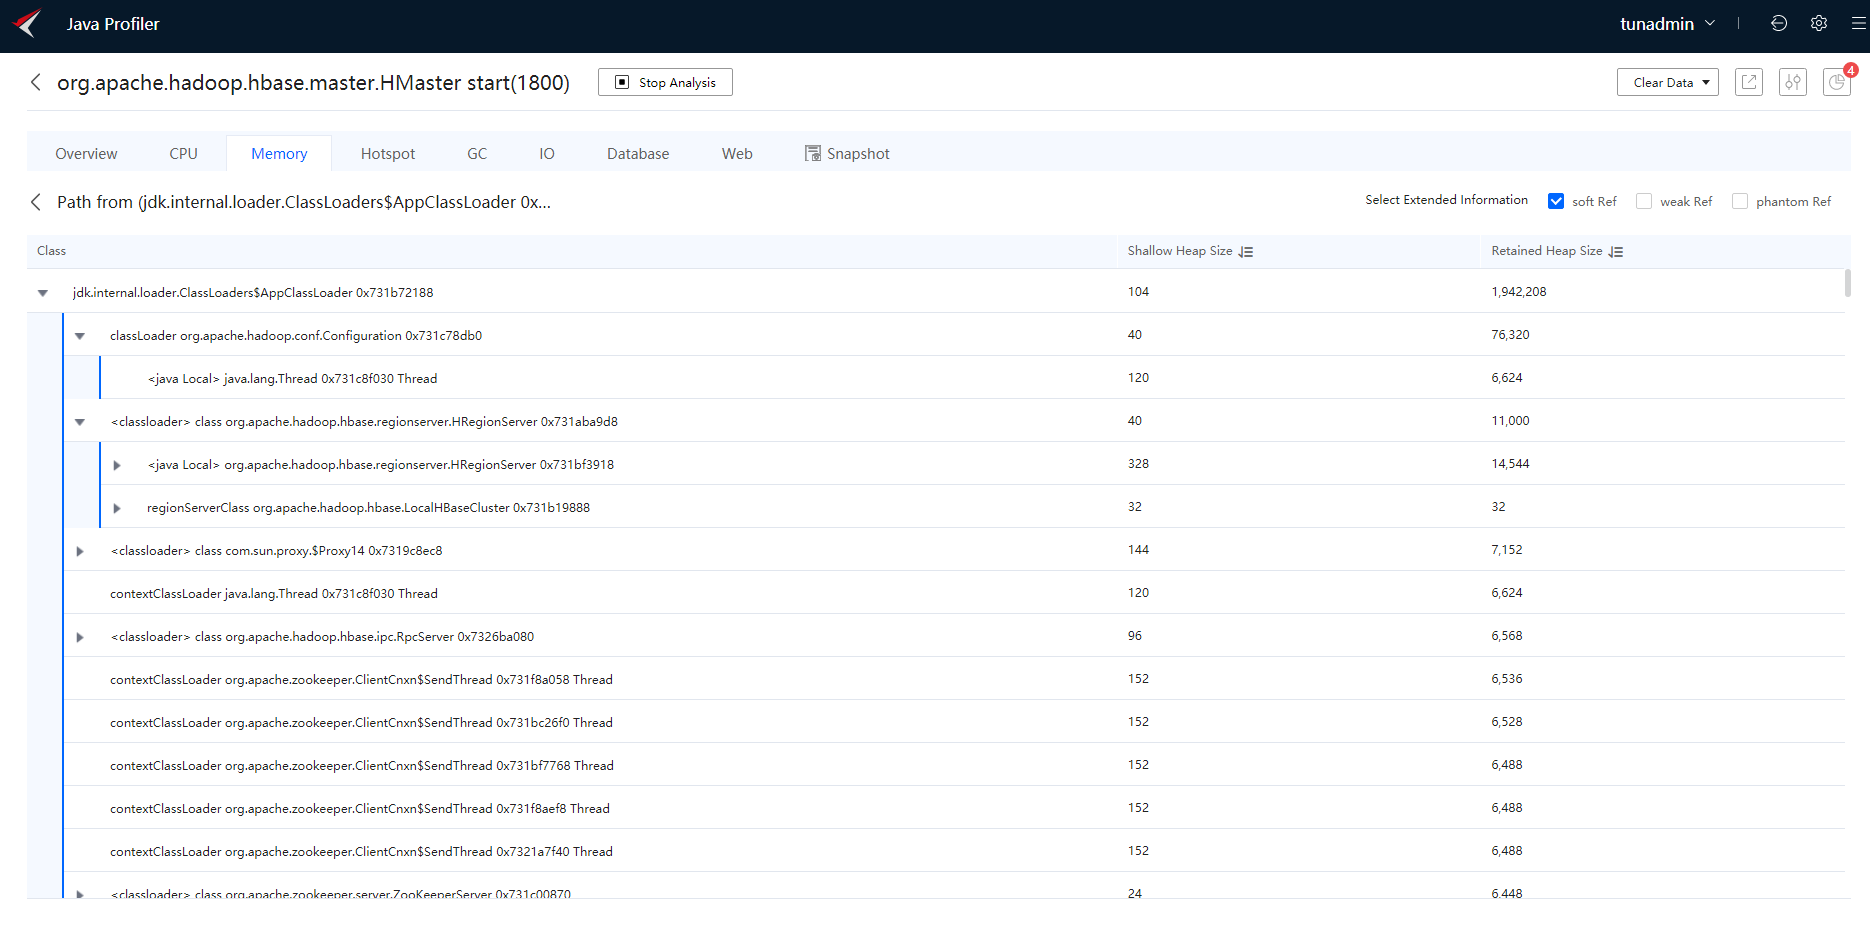 Java Profiler
tunadmin
org.apache.hadoop.hbase.master.HMaster start(1800)
Stop Analysis
Clear Data
4
Overview CPU Memory Hotspot GC IO Database Web Snapshot
Path from (jdk.internal.loader.ClassLoaders$AppClassLoader 0x...
Select Extended Information soft Ref weak Ref phantom Ref
Class Shallow Heap Size Retained Heap Size
jdk.internal.loader.ClassLoaders$AppClassLoader 0x731b72188 104 1,942,208
classLoader org.apache.hadoop.conf.Configuration 0x731c78db0 40 76,320
<java Local> java.lang.Thread 0x731c8f030 Thread 120 6,624
<classloader> class org.apache.hadoop.hbase.regionserver.HRegionServer 0x731aba9d8 40 11,000
<java Local> org.apache.hadoop.hbase.regionserver.HRegionServer 0x731bf3918 328 14,544
regionServerClass org.apache.hadoop.hbase.LocalHBaseCluster 0x731b19888 32 32
<classloader> class com.sun.proxy.$Proxy14 0x7319c8ec8 144 7,152
contextClassLoader java.lang.Thread 0x731c8f030 Thread 120 6,624
<classloader> class org.apache.hadoop.hbase.ipc.RpcServer 0x7326ba080 96 6,568
contextClassLoader org.apache.zookeeper.ClientCnxn$SendThread 0x731f8a058 Thread 152 6,536
contextClassLoader org.apache.zookeeper.ClientCnxn$SendThread 0x731bc26f0 Thread 152 6,528
contextClassLoader org.apache.zookeeper.ClientCnxn$SendThread 0x731bf7768 Thread 152 6,488
contextClassLoader org.apache.zookeeper.ClientCnxn$SendThread 0x731f8aef8 Thread 152 6,488
contextClassLoader org.apache.zookeeper.ClientCnxn$SendThread 0x7321a7f40 Thread 152 6,488
<classloader> class org.apache.zookeeper.server.ZooKeeperServer 0x731c00870 24 6,448